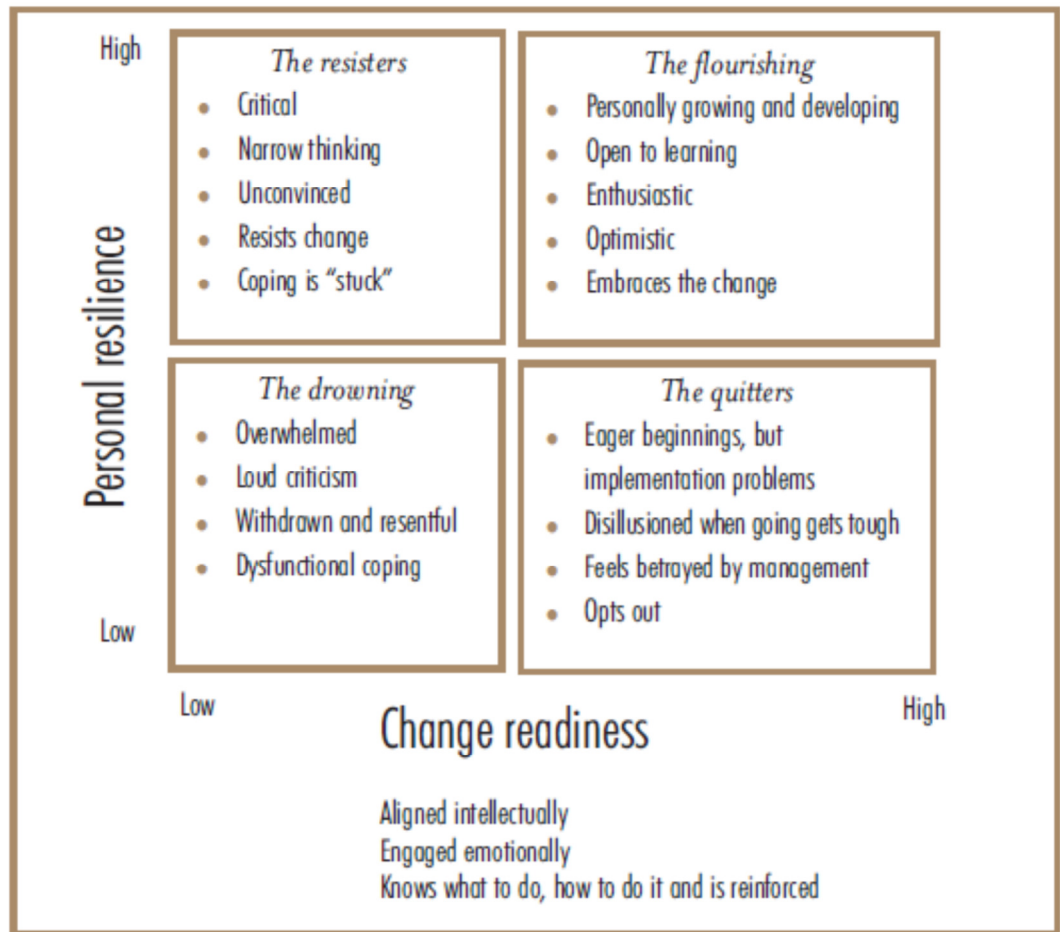 High
The resisters
• Critical
• Narrow thinking
• Unconvinced
• Resists change
• Coping is “stuck”
The flourishing
• Personally growing and developing
• Open to learning
• Enthusiastic
• Optimistic
• Embraces the change
Personal resilience
The drowning
• Overwhelmed
• Loud criticism
• Withdrawn and resentful
• Dysfunctional coping
The quitters
• Eager beginnings, but
implementation problems
• Disillusioned when going gets tough
• Feels betrayed by management
• Opts out
Low
Low
High
Change readiness
Aligned intellectually
Engaged emotionally
Knows what to do, how to do it and is reinforced